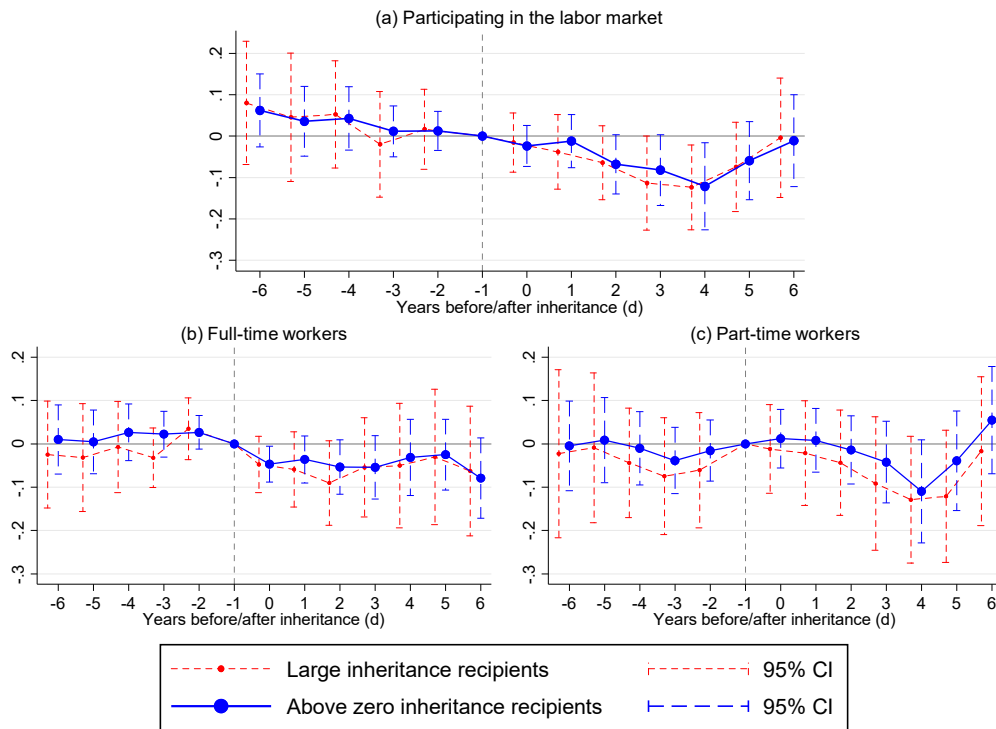 (a) Participating in the labor market
.2
.1
0
-.1
-.2
-.3
-6 -5 -4 -3 -2 -1 0 1 2 3 4 5 6
Years before/after inheritance (d)
(b) Full-time workers
.2
.1
0
-.1
-.2
-.3
-6 -5 -4 -3 -2 -1 0 1 2 3 4 5 6
Years before/after inheritance (d)
(c) Part-time workers
.2
.1
0
-.1
-.2
-.3
-6 -5 -4 -3 -2 -1 0 1 2 3 4 5 6
Years before/after inheritance (d)
Large inheritance recipients 95% CI
Above zero inheritance recipients 95% CI